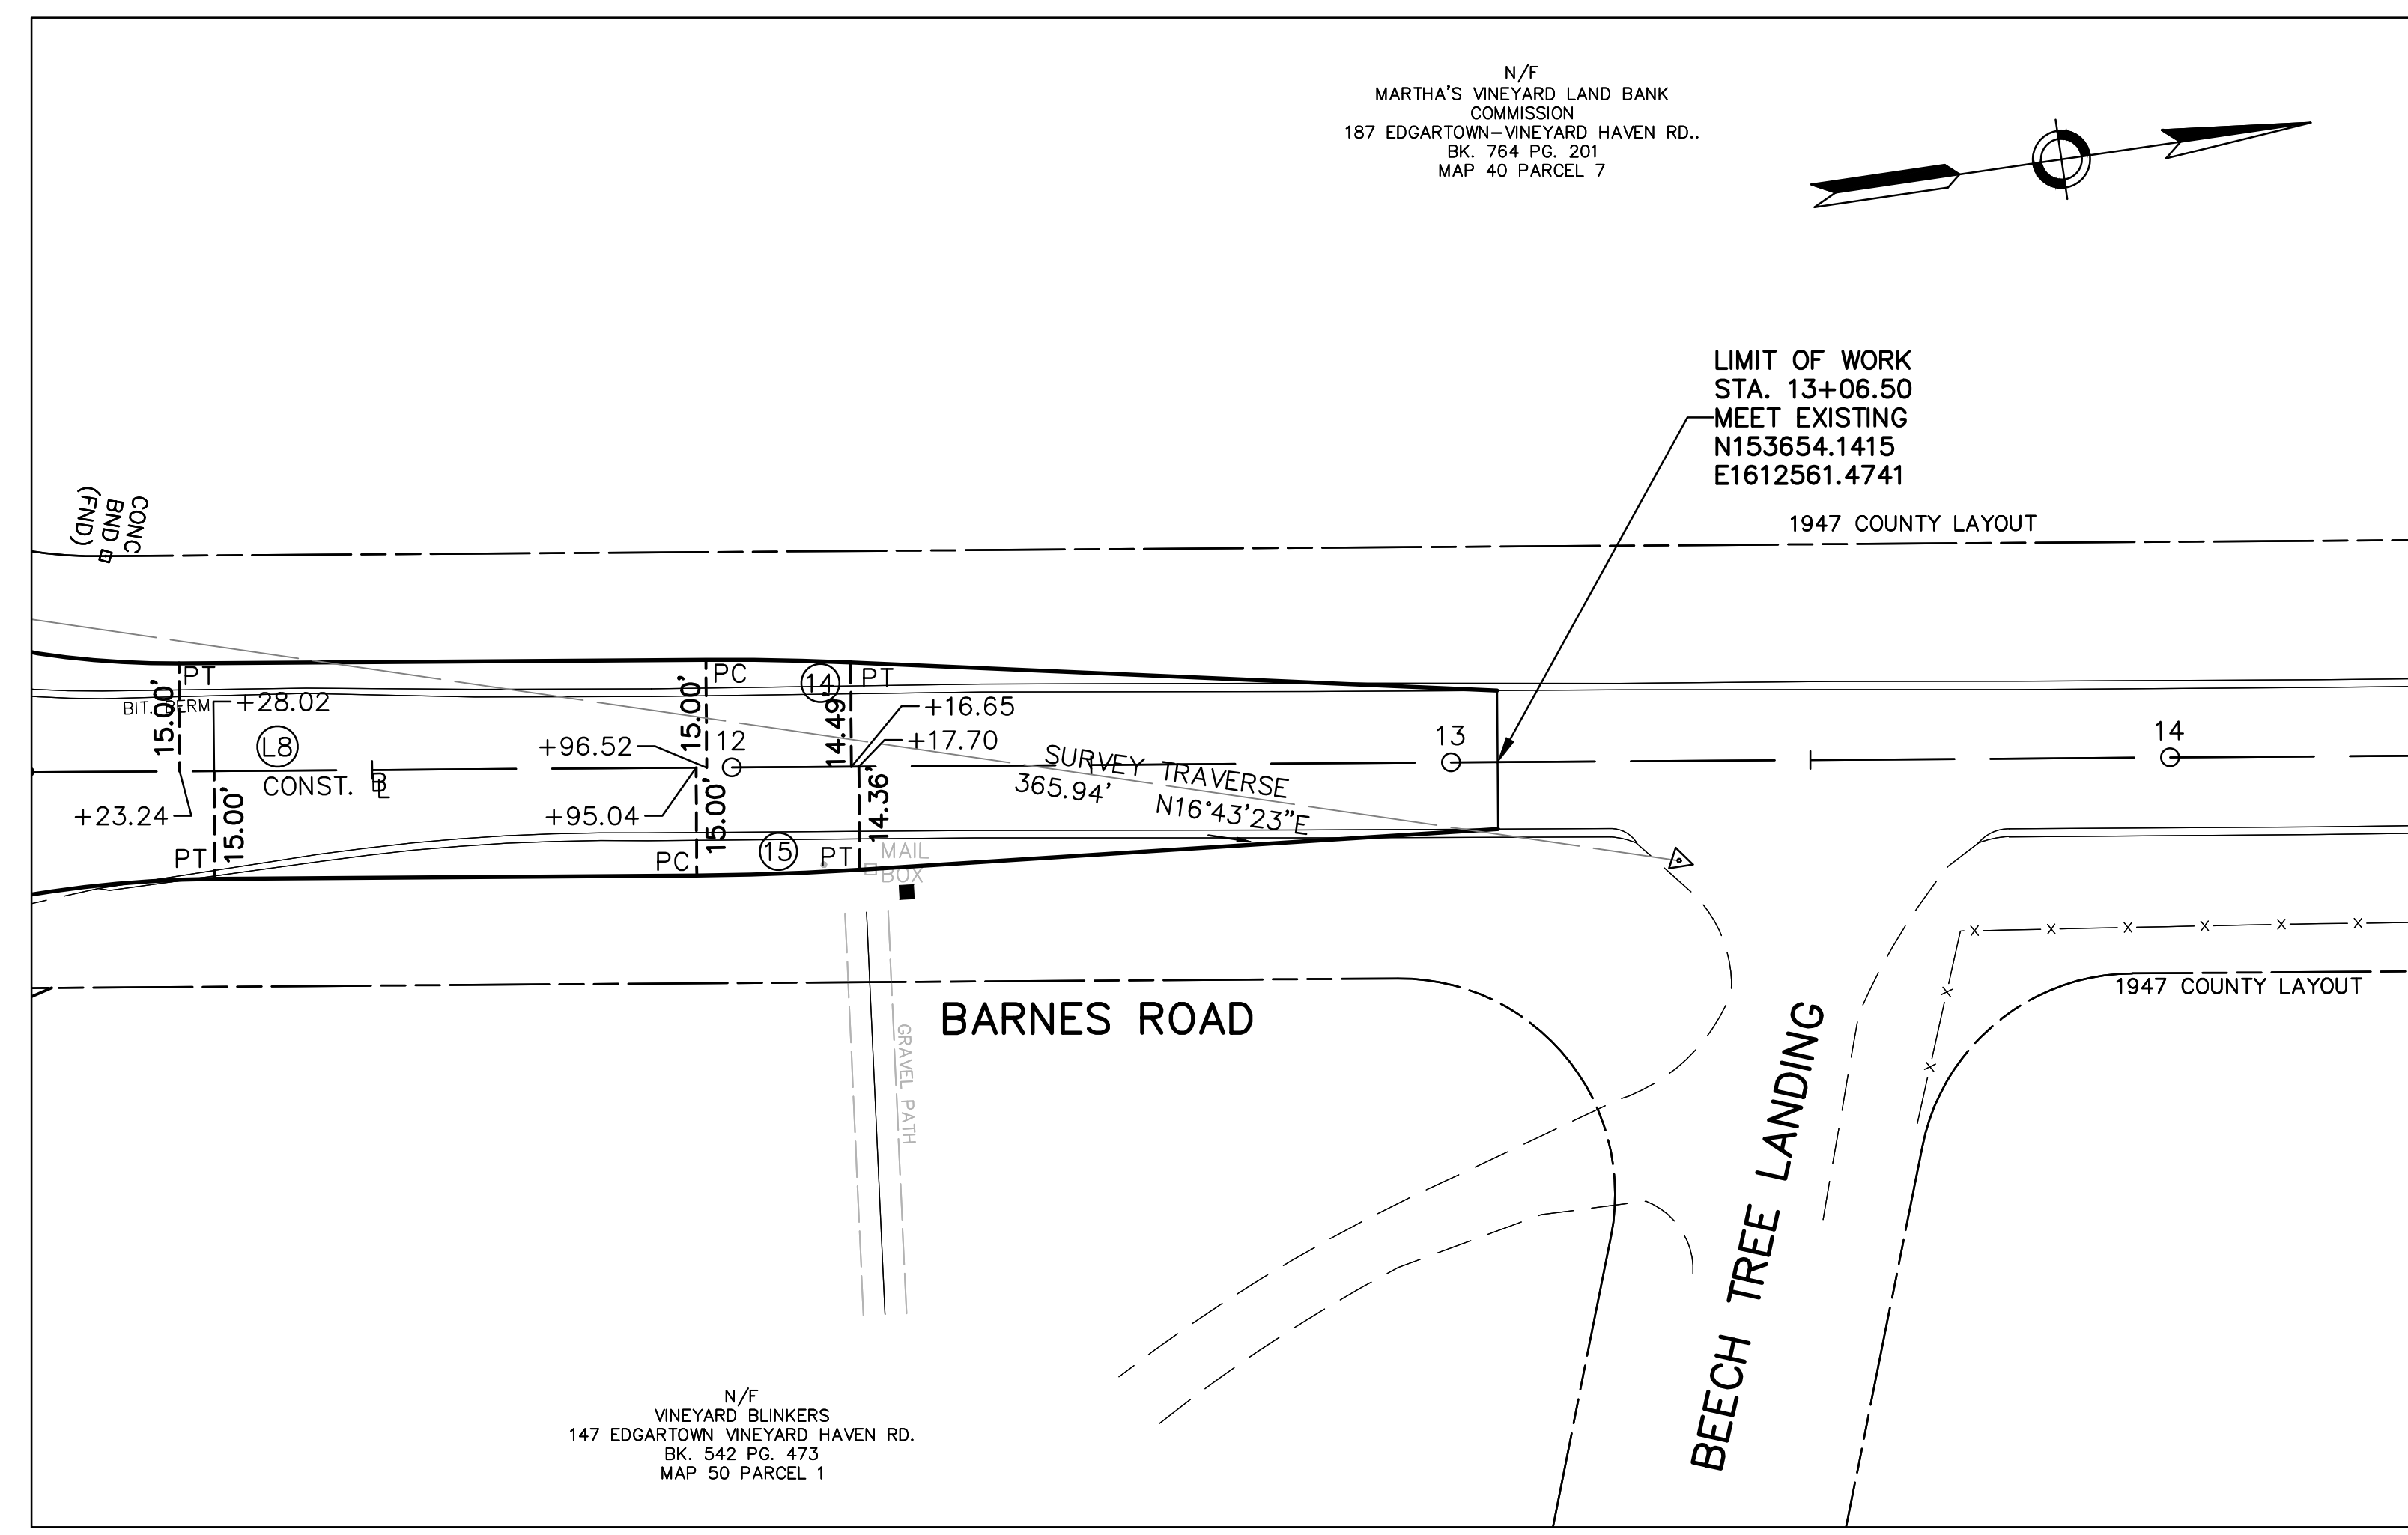 N/F
MARTHA'S VINEYARD LAND BANK
COMMISSION
187 EDGARTOWN-VINEYARD HAVEN RD..
BK. 764 PG. 201
MAP 40 PARCEL 7
LIMIT OF WORK
STA. 13+06.50
MEET EXISTING
N153654.1415
E1612561.4741
1947 COUNTY LAYOUT
CONC
BND
(FND)
PT
15.00'
BIT. BERM
+28.02
L8
CONST. BL
+23.24
PT
15.00'
PC
15.00'
+96.52
12
14
14.49'
PT
+16.65
+17.70
+95.04
PC
15.00'
15
PT
14.36'
MAIL
BOX
SURVEY TRAVERSE
365.94'
N16°43'23"E
13
14
BARNES ROAD
GRAVEL PATH
BEECH TREE LANDING
1947 COUNTY LAYOUT
N/F
VINEYARD BLINKERS
147 EDGARTOWN VINEYARD HAVEN RD.
BK. 542 PG. 473
MAP 50 PARCEL 1